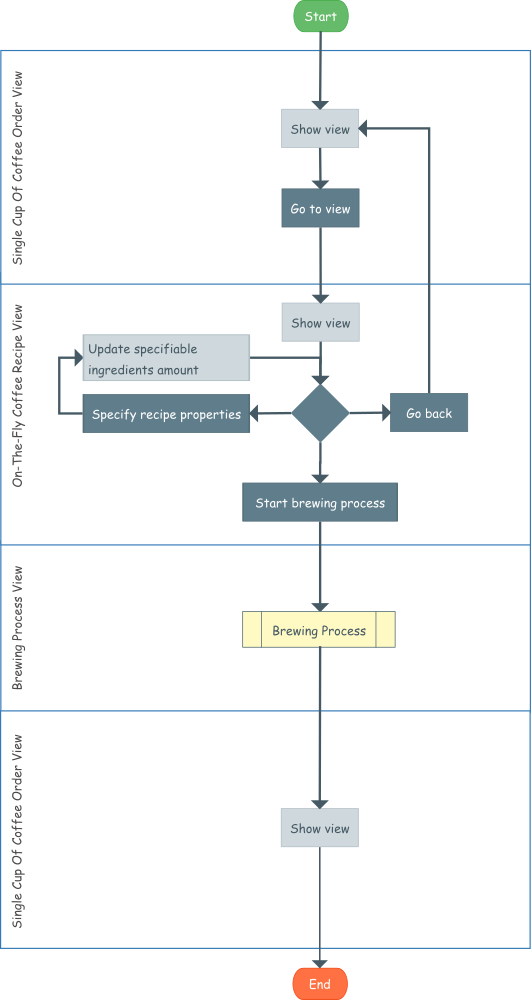 Start
Single Cup Of Coffee Order View
Show view
Go to view
On-The-Fly Coffee Recipe View
Show view
Update specifiable
ingredients amount
Specify recipe properties
Go back
Start brewing process
Brewing Process View
Brewing Process
Single Cup Of Coffee Order View
Show view
End